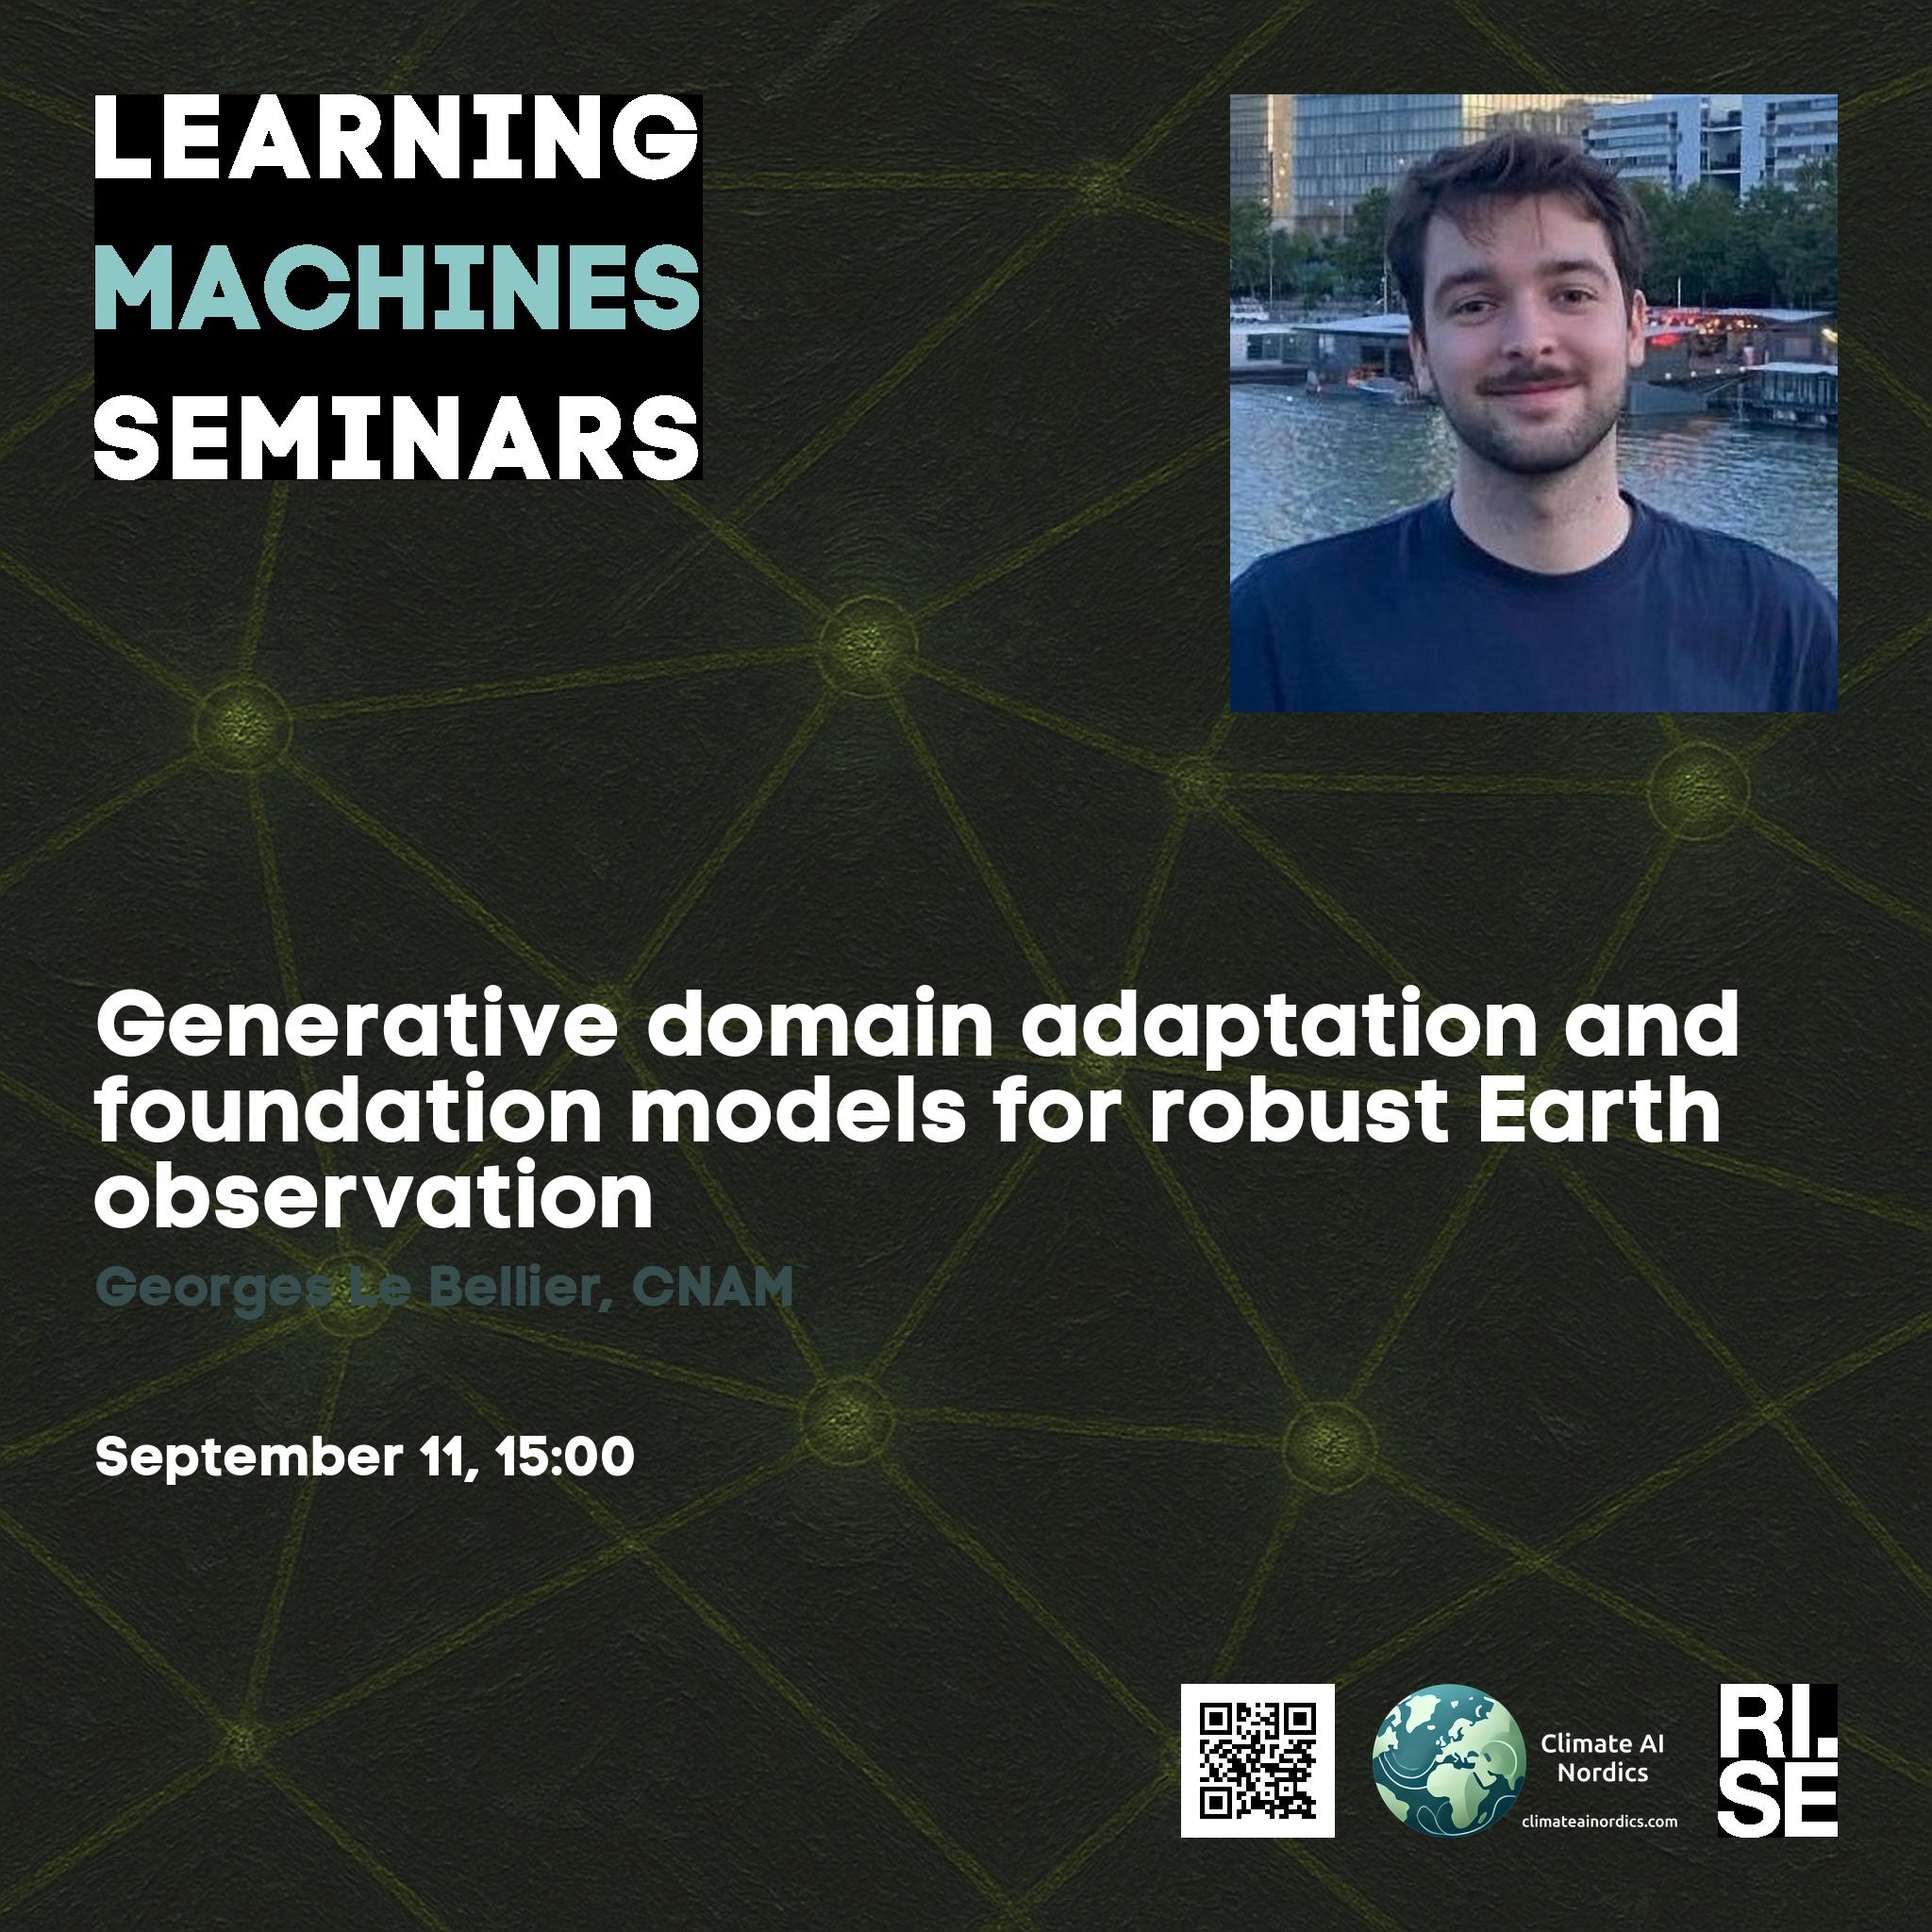 LEARNING
MACHINES
SEMINARS
Generative domain adaptation and
foundation models for robust Earth
observation
Georges Le Bellier, CNAM
September 11, 15:00
Climate AI
Nordics
climateainordics.com
RI.
SE